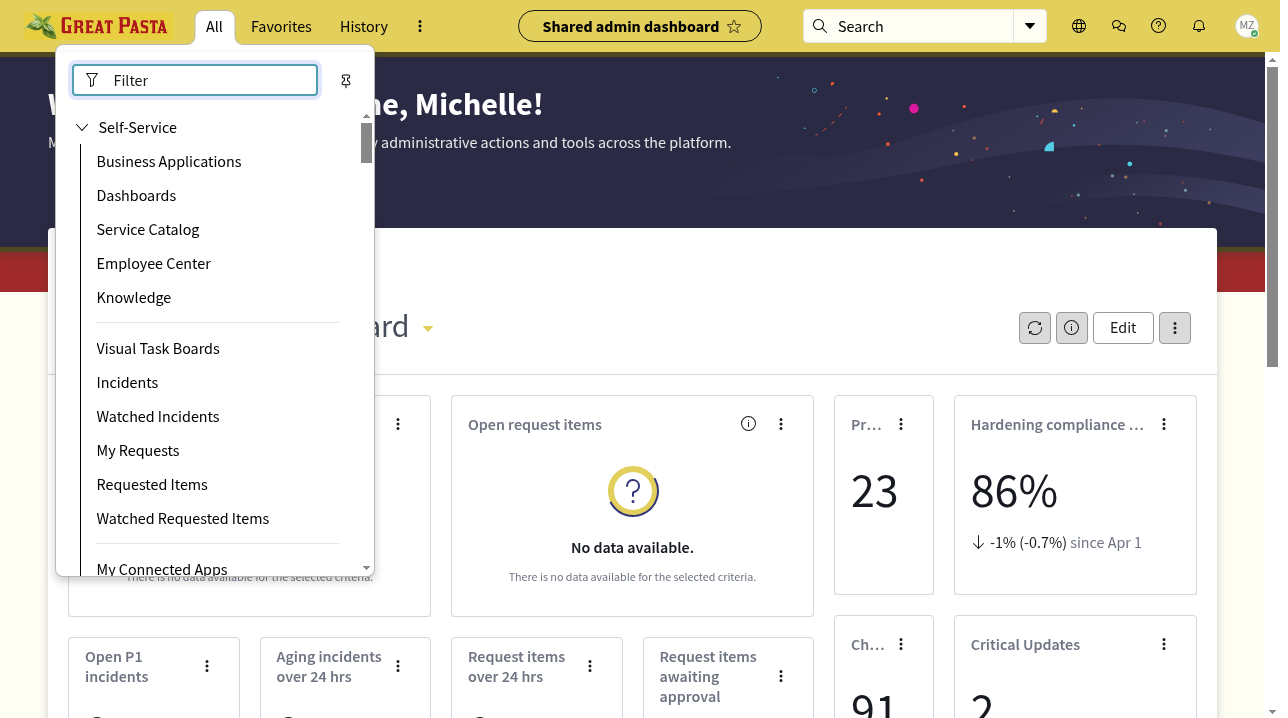 GREAT PASTA
All
Favorites
History
Shared admin dashboard
Search
MZ
Filter
ne, Michelle!
administrative actions and tools across the platform.
Self-Service
Business Applications
Dashboards
Service Catalog
Employee Center
Knowledge
Visual Task Boards
Incidents
Watched Incidents
My Requests
Requested Items
Watched Requested Items
My Connected Apps
ard
Edit
Open request items
No data available.
There is no data available for the selected criteria.
There is no data available for the selected criteria.
Pr...
23
Hardening compliance ...
86%
-1% (-0.7%) since Apr 1
Open P1
incidents
Aging incidents
over 24 hrs
Request items
over 24 hrs
Request items
awaiting
approval
Ch...
91
Critical Updates
2